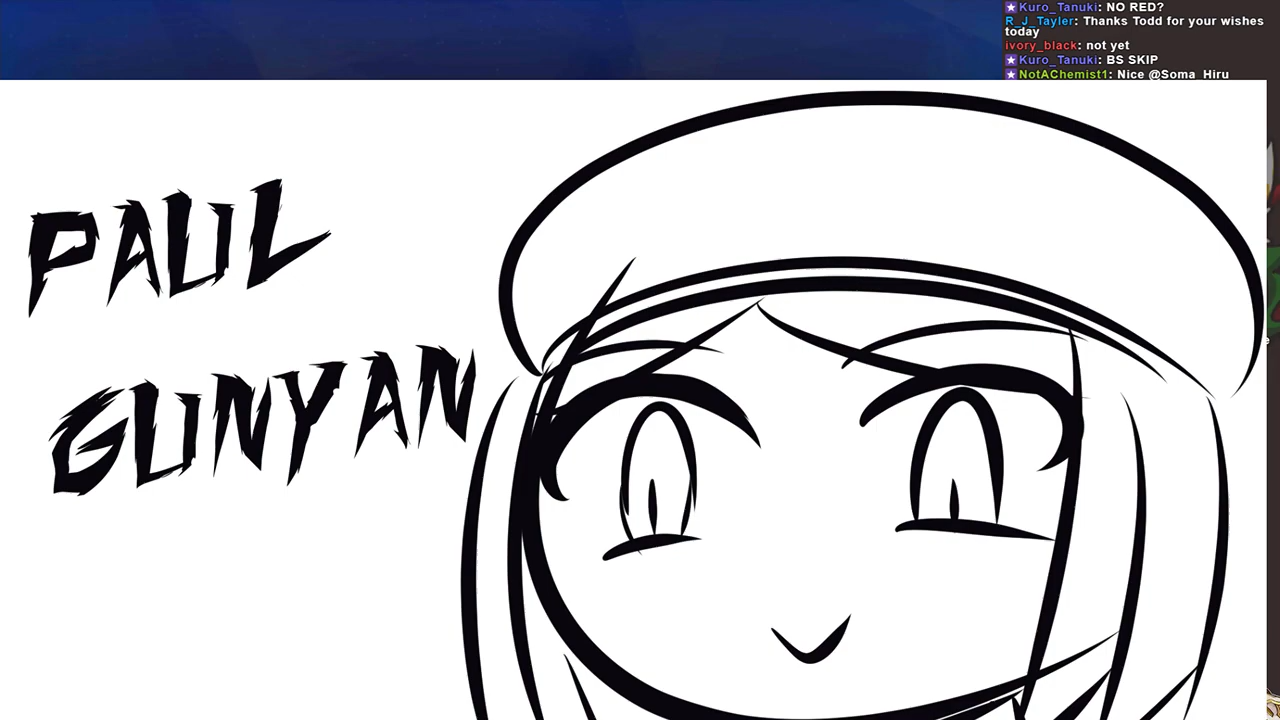 Kuro_Tanuki: NO RED?
R_J_Tayler: Thanks Todd for your wishes
today
ivory_black: not yet
Kuro_Tanuki: BS SKIP
NotAChemist1: Nice @Soma_Hiru
PAUL
GUNYAN